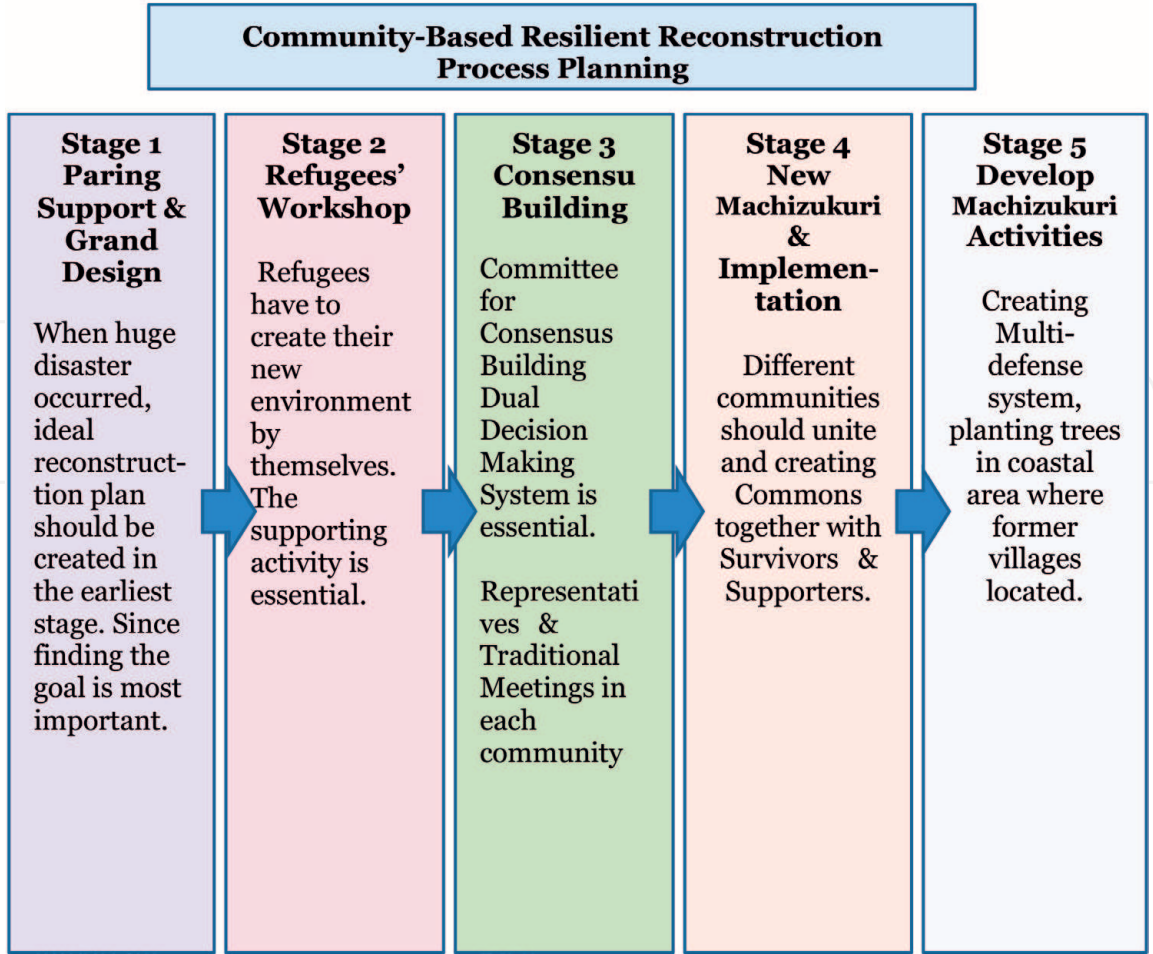 Community-Based Resilient Reconstruction
Process Planning
Stage 1
Paring
Support &
Grand
Design
When huge
disaster
occurred,
ideal
reconstruc-
tion plan
should be
created in
the earliest
stage. Since
finding the
goal is most
important.
Stage 2
Refugees’
Workshop
Refugees
have to
create their
new
environment
by
themselves.
The
supporting
activity is
essential.
Stage 3
Consensu
Building
Committee
for
Consensus
Building
Dual
Decision
Making
System is
essential.
Representati
ves & 
Traditional
Meetings in
each
community
Stage 4
New
Machizukuri
&
Implemen-
tation
Different
communities
should unite
and creating
Commons
together with
Survivors &
Supporters.
Stage 5
Develop
Machizukuri
Activities
Creating
Multi-
defense
system,
planting trees
in coastal
area where
former
villages
located.